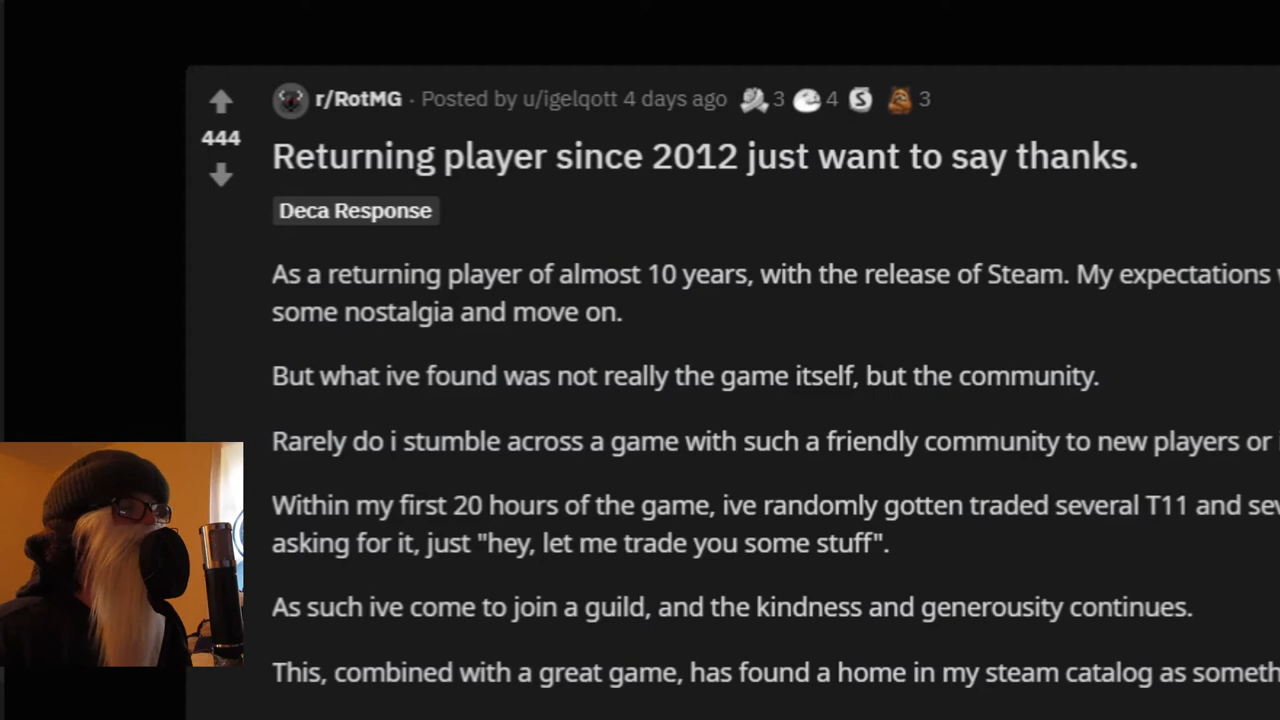 r/RotMG · Posted by u/igelqott 4 days ago 3 4 S 3
444
Returning player since 2012 just want to say thanks.
Deca Response
As a returning player of almost 10 years, with the release of Steam. My expectations
some nostalgia and move on.
But what ive found was not really the game itself, but the community.
Rarely do i stumble across a game with such a friendly community to new players or
Within my first 20 hours of the game, ive randomly gotten traded several T11 and
asking for it, just "hey, let me trade you some stuff".
As such ive come to join a guild, and the kindness and generousity continues.
This, combined with a great game, has found a home in my steam catalog as